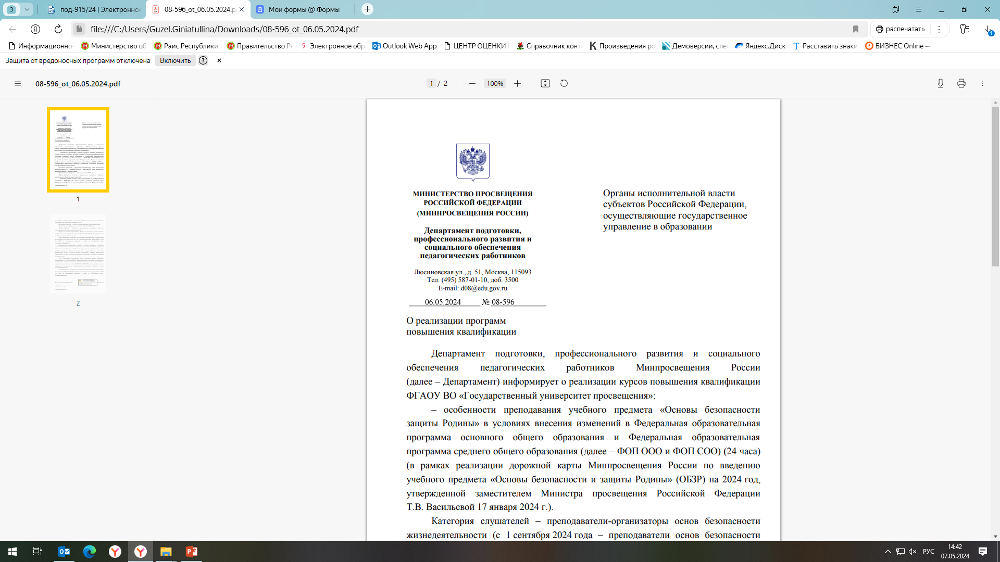 3
под-915/24 | Электронно
08-596_ot_06.05.2024.p
Мои формы @ Формы
file:///C:/Users/Guzel.Giniatullina/Downloads/08-596_ot_06.05.2024.pdf
распечатать
1
Информационно-
Министерство об
Раис Республики
Правительство Ре
Электронное обр
Outlook Web App
ЦЕНТР ОЦЕНКИ
Справочник конта
Произведения ро
Демоверсии, спе
Яндекс.Диск
Расставить знаки
БИЗНЕС Online —
Защита от вредоносных программ отключена
Включить
08-596_ot_06.05.2024.pdf
1 / 2
100%
1
2
МИНИСТЕРСТВО ПРОСВЕЩЕНИЯ
РОССИЙСКОЙ ФЕДЕРАЦИИ
(МИНПРОСВЕЩЕНИЯ РОССИИ)
Департамент подготовки,
профессионального развития и
социального обеспечения
педагогических работников
Люсиновская ул., д. 51, Москва, 115093
Тел. (495) 587-01-10, доб. 3500
E-mail: d08@edu.gov.ru
06.05.2024 № 08-596
Органы исполнительной власти
субъектов Российской Федерации,
осуществляющие государственное
управление в образовании
О реализации программ
повышения квалификации
Департамент подготовки, профессионального развития и социального
обеспечения педагогических работников Минпросвещения России
(далее – Департамент) информирует о реализации курсов повышения квалификации
ФГАОУ ВО «Государственный университет просвещения»:
– особенности преподавания учебного предмета «Основы безопасности
защиты Родины» в условиях внесения изменений в Федеральная образовательная
программа основного общего образования и Федеральная образовательная
программа среднего общего образования (далее – ФОП ООО и ФОП СОО) (24 часа)
(в рамках реализации дорожной карты Минпросвещения России по введению
учебного предмета «Основы безопасности и защиты Родины» (ОБЗР) на 2024 год,
утвержденной заместителем Министра просвещения Российской Федерации
Т.В. Васильевой 17 января 2024 г.).
Категория слушателей – преподаватели-организаторы основ безопасности
жизнедеятельности (с 1 сентября 2024 года – преподаватели основ безопасности
РУС
14:42
07.05.2024